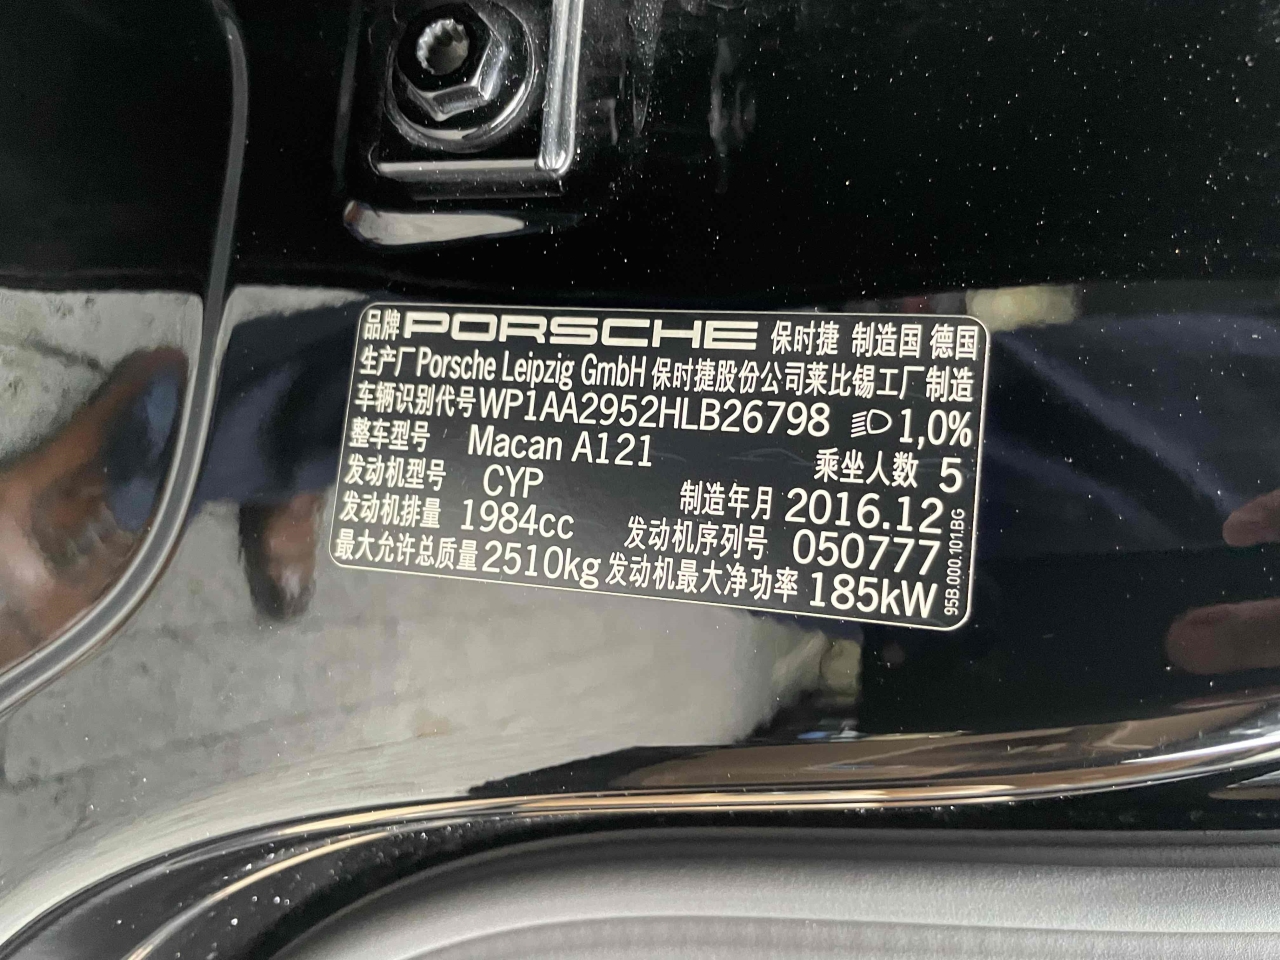 品牌 PORSCHE 保时捷 制造国 德国
生产厂 Porsche Leipzig GmbH 保时捷股份公司莱比锡工厂制造
车辆识别代号 WP1AA2952HLB26798 1,0%
整车型号 Macan A121 乘坐人数 5
发动机型号 CYP 制造年月 2016.12
发动机排量 1984cc 发动机序列号 050777
最大允许总质量 2510kg 发动机最大净功率 185kW
95B.000.101.BG